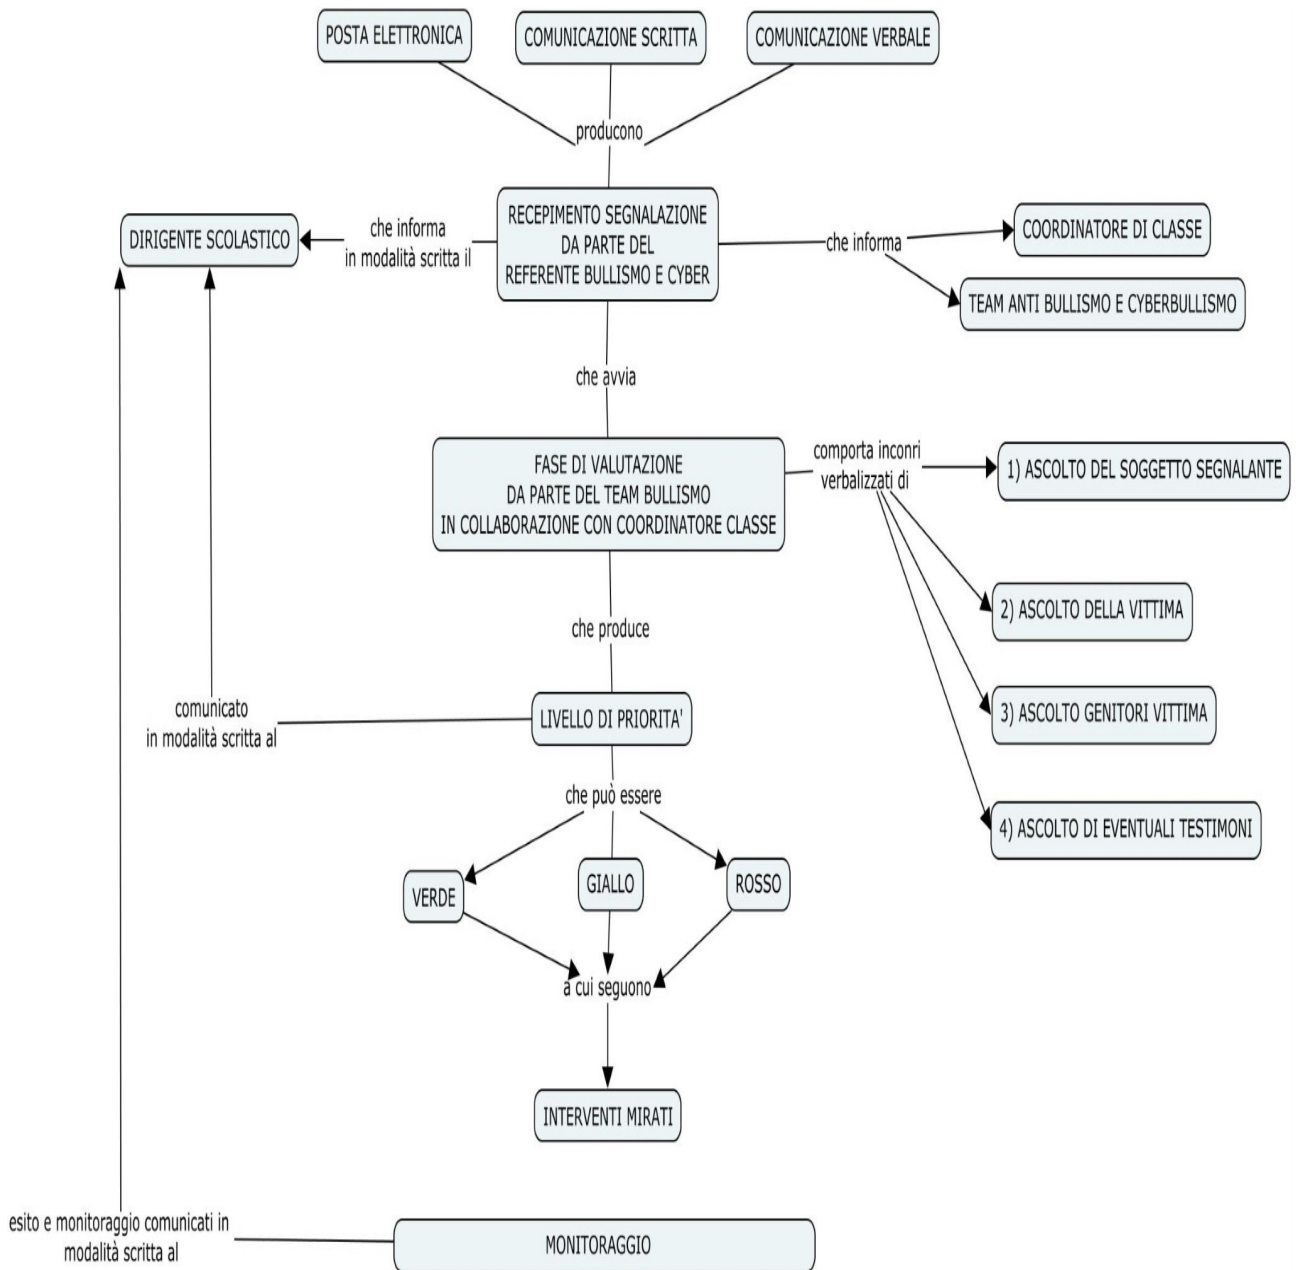 POSTA ELETTRONICA
COMUNICAZIONE SCRITTA
COMUNICAZIONE VERBALE
producono
RECEPIMENTO SEGNALAZIONE
DA PARTE DEL
REFERENTE BULLISMO E CYBER
che informa
in modalità scritta il
DIRIGENTE SCOLASTICO
che informa
COORDINATORE DI CLASSE
TEAM ANTI BULLISMO E CYBERBULLISMO
che avvia
FASE DI VALUTAZIONE
DA PARTE DEL TEAM BULLISMO
IN COLLABORAZIONE CON COORDINATORE CLASSE
comporta inconri
verbalizzati di
1) ASCOLTO DEL SOGGETTO SEGNALANTE
2) ASCOLTO DELLA VITTIMA
3) ASCOLTO GENITORI VITTIMA
4) ASCOLTO DI EVENTUALI TESTIMONI
che produce
LIVELLO DI PRIORITA'
comunicato
in modalità scritta al
che può essere
VERDE
GIALLO
ROSSO
a cui seguono
INTERVENTI MIRATI
MONITORAGGIO
esito e monitoraggio comunicati in
modalità scritta al